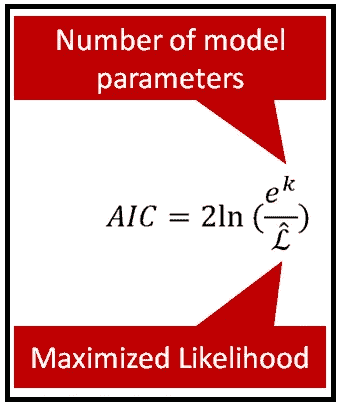 Number of model
parameters
AIC = 2ln (e^k / ℒ̂)
Maximized Likelihood